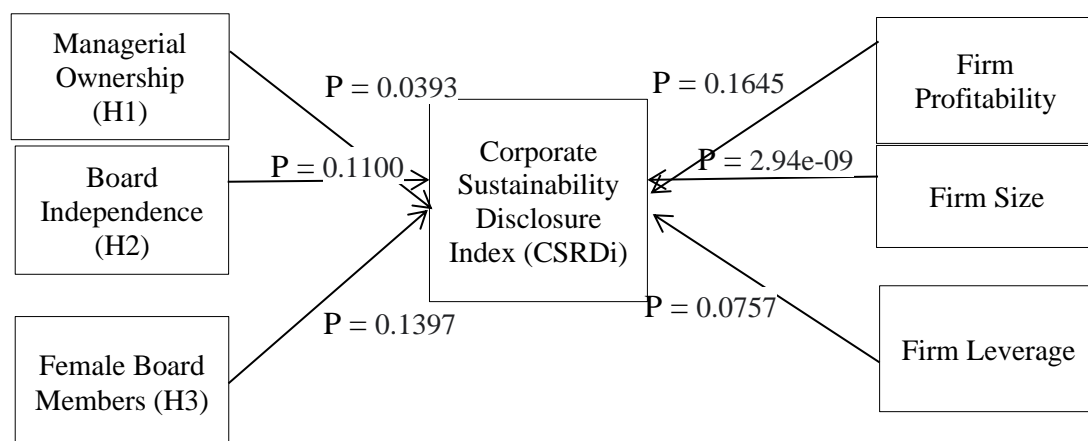 Managerial
Ownership
(H1)
P = 0.0393
Board
Independence
(H2)
P = 0.1100
Female Board
Members (H3)
P = 0.1397
Corporate
Sustainability
Disclosure
Index (CSRDi)
P = 0.1645
Firm
Profitability
P = 2.94e-09
Firm Size
P = 0.0757
Firm Leverage